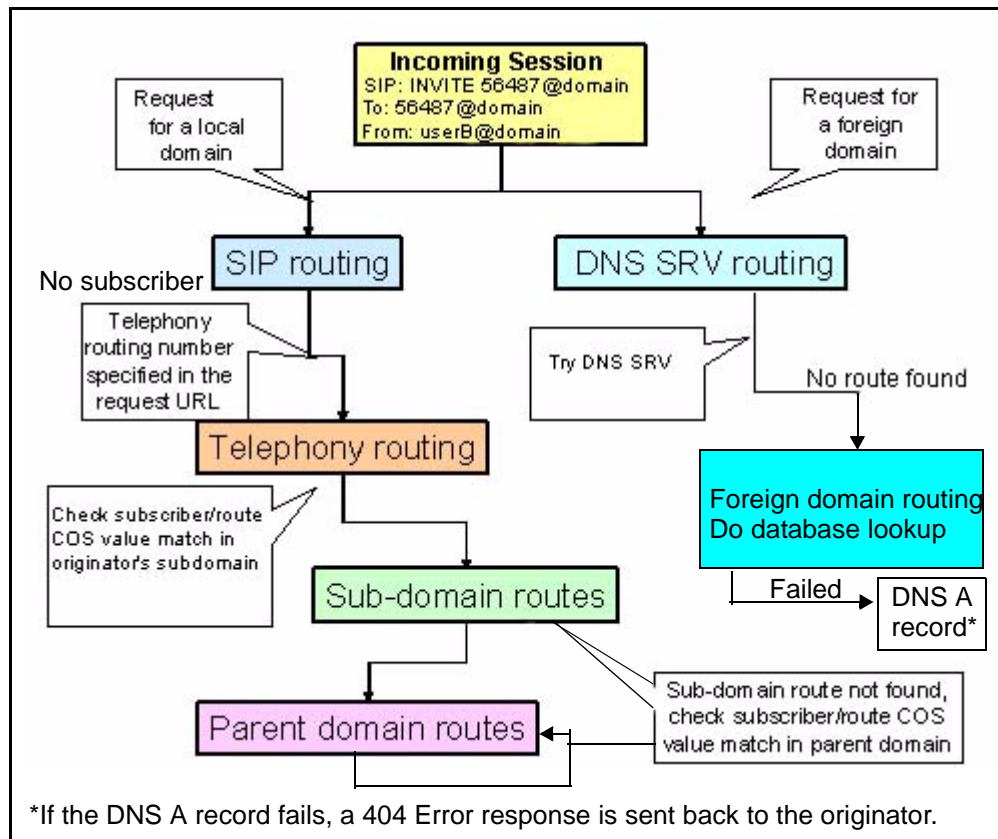 Incoming Session
SIP: INVITE 56487@domain
To: 56487@domain
From: userB@domain
Request
for a local
domain
Request for
a foreign
domain
SIP routing
DNS SRV routing
No subscriber
Telephony
routing number
specified in the
request URL
Try DNS SRV
No route found
Telephony routing
Foreign domain routing
Do database lookup
Check subscriber/route
COS value match in
originator's subdomain
Failed
DNS A
record*
Sub-domain routes
Sub-domain route not found,
check subscriber/route COS
value match in parent domain
Parent domain routes
*If the DNS A record fails, a 404 Error response is sent back to the originator.